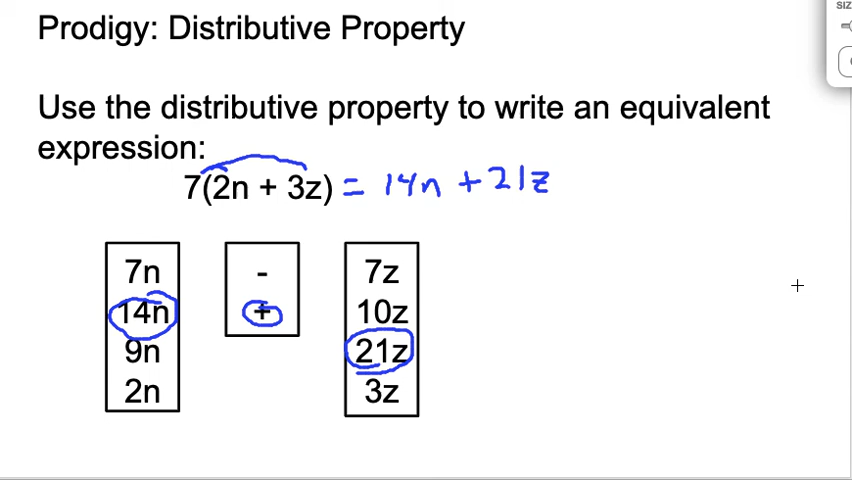 Prodigy: Distributive Property
SIZ
Use the distributive property to write an equivalent
expression:
7(2n + 3z) = 14n + 21z
7n - 7z
14n + 10z
9n 21z
2n 3z